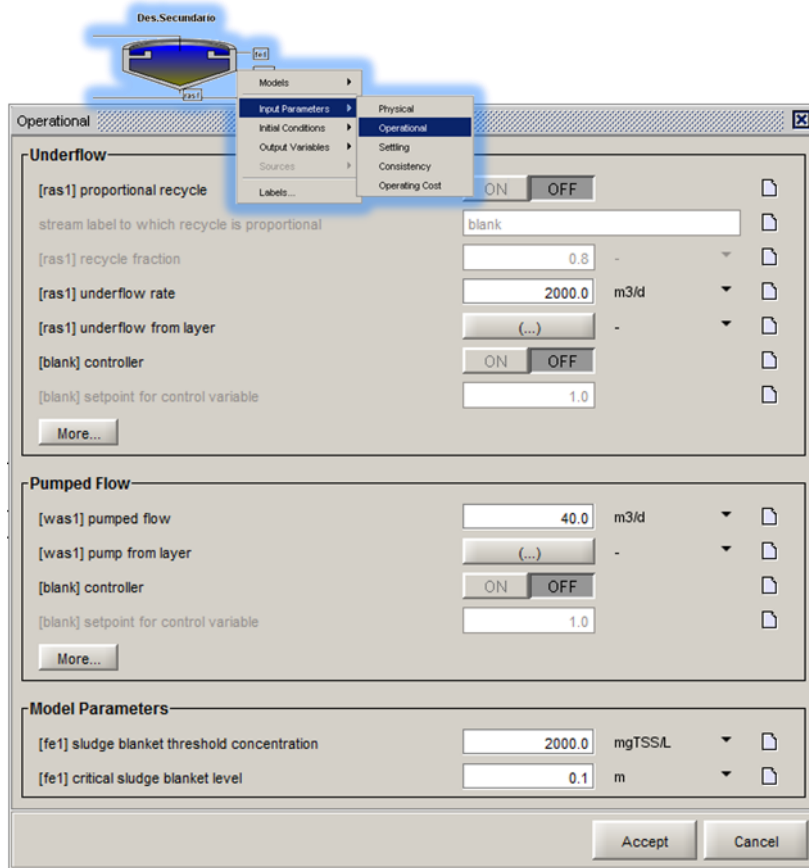 Des.Secundario
fe1
ras1
Models
Input Parameters
Initial Conditions
Output Variables
Sources
Labels...
Physical
Operational
Settling
Consistency
Operating Cost
Operational
Underflow
[ras1] proportional recycle ON OFF
stream label to which recycle is proportional blank
[ras1] recycle fraction 0.8 -
[ras1] underflow rate 2000.0 m3/d
[ras1] underflow from layer (...) -
[blank] controller ON OFF
[blank] setpoint for control variable 1.0
More...
Pumped Flow
[was1] pumped flow 40.0 m3/d
[was1] pump from layer (...) -
[blank] controller ON OFF
[blank] setpoint for control variable 1.0
More...
Model Parameters
[fe1] sludge blanket threshold concentration 2000.0 mgTSS/L
[fe1] critical sludge blanket level 0.1 m
Accept Cancel